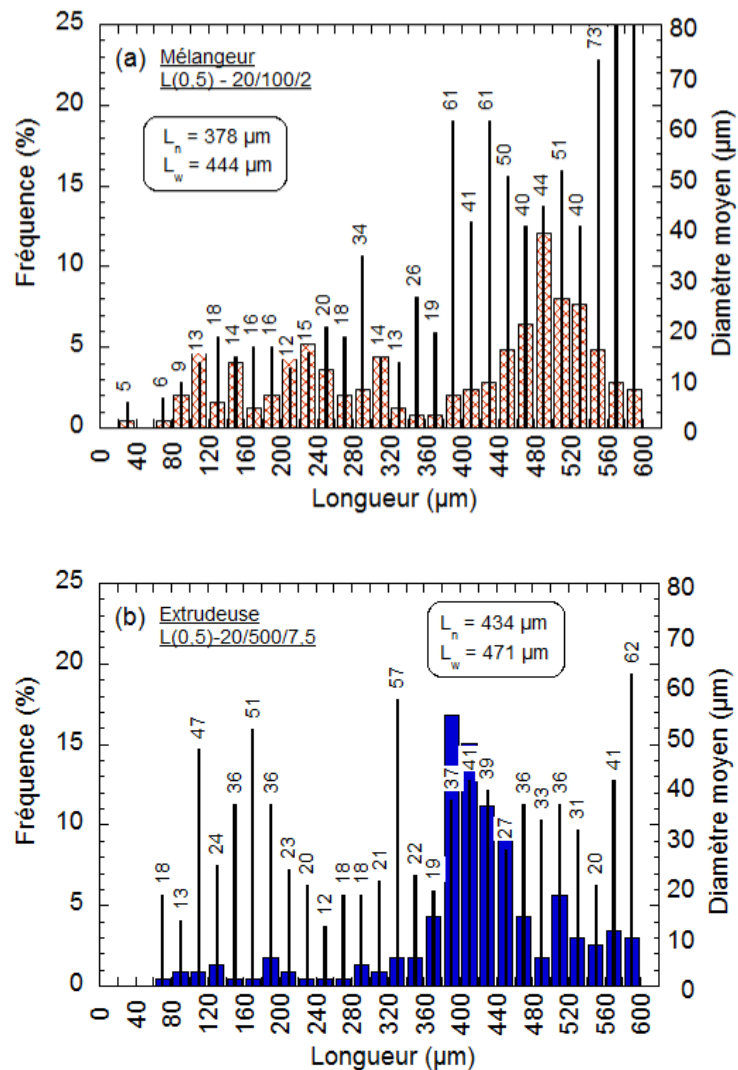 (a) Mélangeur
L(0,5) - 20/100/2
Ln = 378 µm
Lw = 444 µm
Fréquence (%)
25
20
15
10
5
0
5 6 9 13 18 14 16 16 12 15 20 18 34 14 13 26 19 61 41 61 50 40 44 51 40 73
80
70
60
50
40
30
20
10
0
Diamètre moyen (µm)
0 40 80 120 160 200 240 280 320 360 400 440 480 520 560 600
Longueur (µm)
(b) Extrudeuse
L(0,5)-20/500/7,5
Ln = 434 µm
Lw = 471 µm
Fréquence (%)
25
20
15
10
5
0
18 13 47 24 36 51 36 23 20 12 18 18 21 57 22 19 37 41 39 27 36 33 36 31 20 41 62
80
70
60
50
40
30
20
10
0
Diamètre moyen (µm)
0 40 80 120 160 200 240 280 320 360 400 440 480 520 560 600
Longueur (µm)